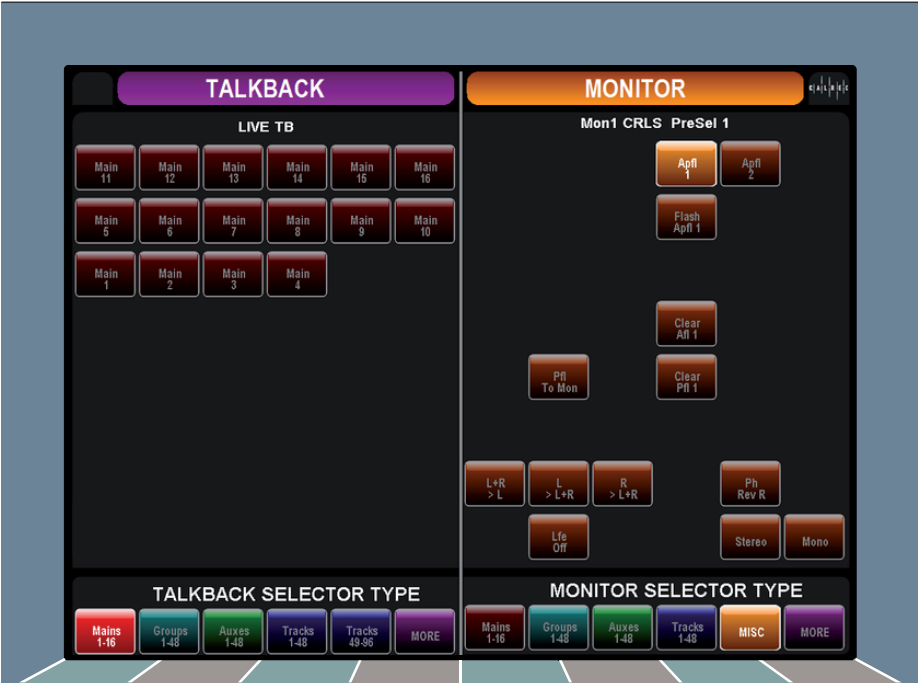 TALKBACK
LIVE TB
Main
11
Main
12
Main
13
Main
14
Main
15
Main
16
Main
5
Main
6
Main
7
Main
8
Main
9
Main
10
Main
1
Main
2
Main
3
Main
4
TALKBACK SELECTOR TYPE
Mains
1-16
Groups
1-48
Auxes
1-48
Tracks
1-48
Tracks
49-96
MORE
MONITOR
CALREC
Mon1 CRLS PreSel 1
Apfl
1
Apfl
2
Flash
Apfl 1
Clear
Afl 1
Pfl
To Mon
Clear
Pfl 1
L+R
> L
L
> L+R
R
> L+R
Ph
Rev R
Lfe
Off
Stereo
Mono
MONITOR SELECTOR TYPE
Mains
1-16
Groups
1-48
Auxes
1-48
Tracks
1-48
MISC
MORE